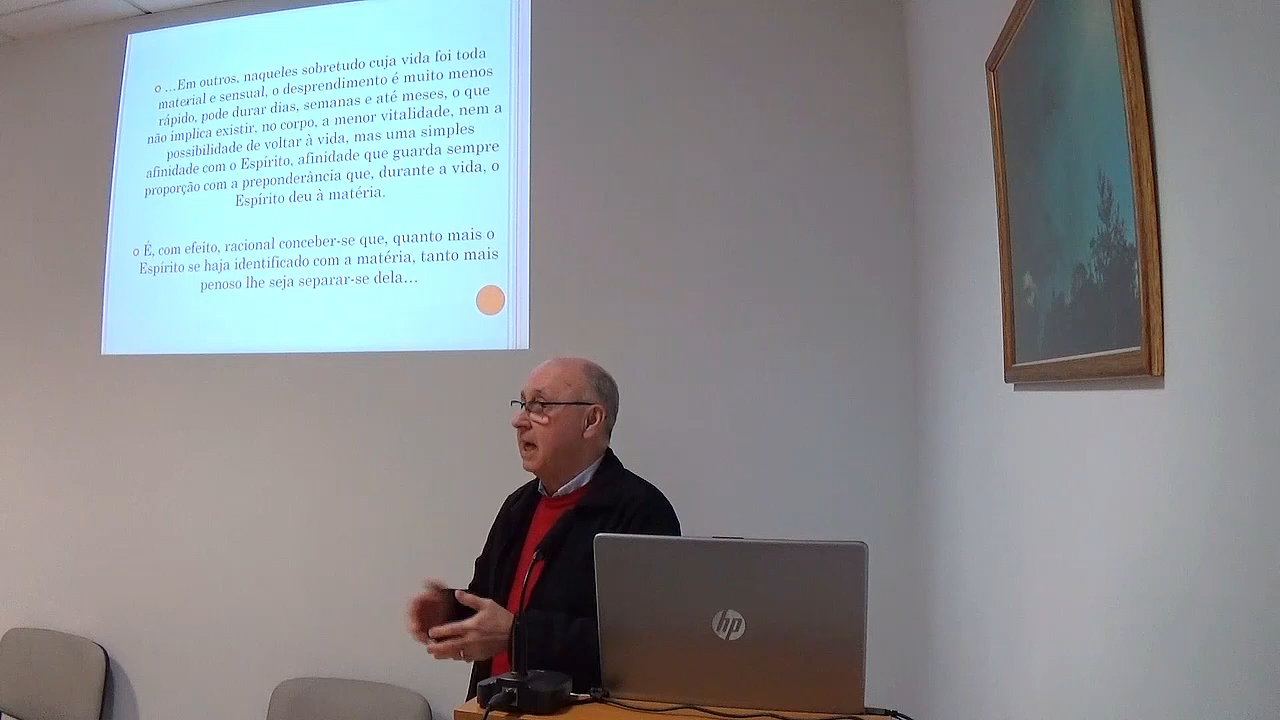 …Em outros, naqueles sobretudo cuja vida foi toda
material e sensual, o desprendimento é muito menos
rápido, pode durar dias, semanas e até meses, o que
não implica existir, no corpo, a menor vitalidade, nem a
possibilidade de voltar à vida, mas uma simples
afinidade com o Espírito, afinidade que guarda sempre
proporção com a preponderância que, durante a vida, o
Espírito deu à matéria.
É, com efeito, racional conceber-se que, quanto mais o
Espírito se haja identificado com a matéria, tanto mais
penoso lhe seja separar-se dela…
hp